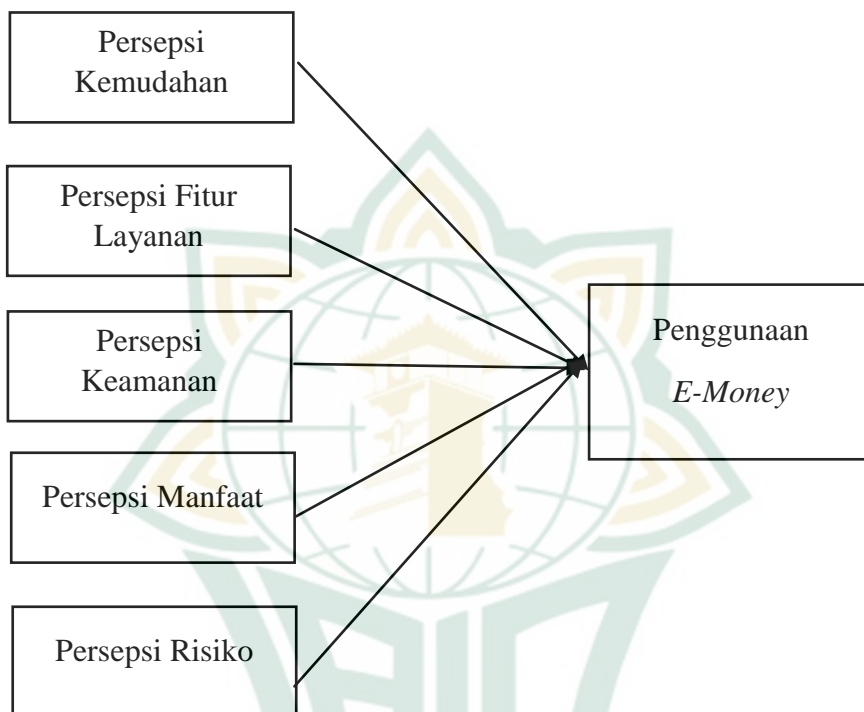 Persepsi
Kemudahan
Persepsi Fitur
Layanan
Persepsi
Keamanan
Persepsi Manfaat
Persepsi Risiko
Penggunaan
E-Money